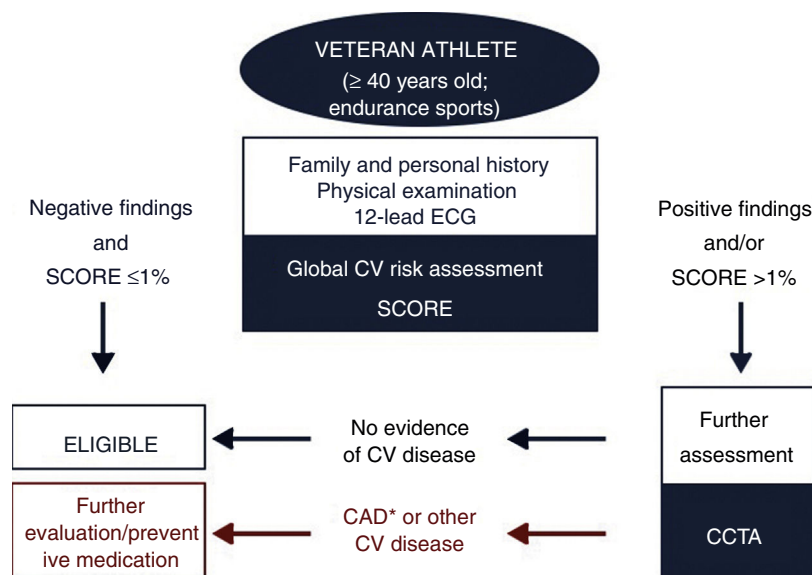 VETERAN ATHLETE
(≥ 40 years old;
endurance sports)
Family and personal history
Physical examination
12-lead ECG
Global CV risk assessment
SCORE
Negative findings
and
SCORE ≤1%
Positive findings
and/or
SCORE >1%
ELIGIBLE
No evidence
of CV disease
Further
assessment
Further
evaluation/prevent
ive medication
CAD* or other
CV disease
CCTA